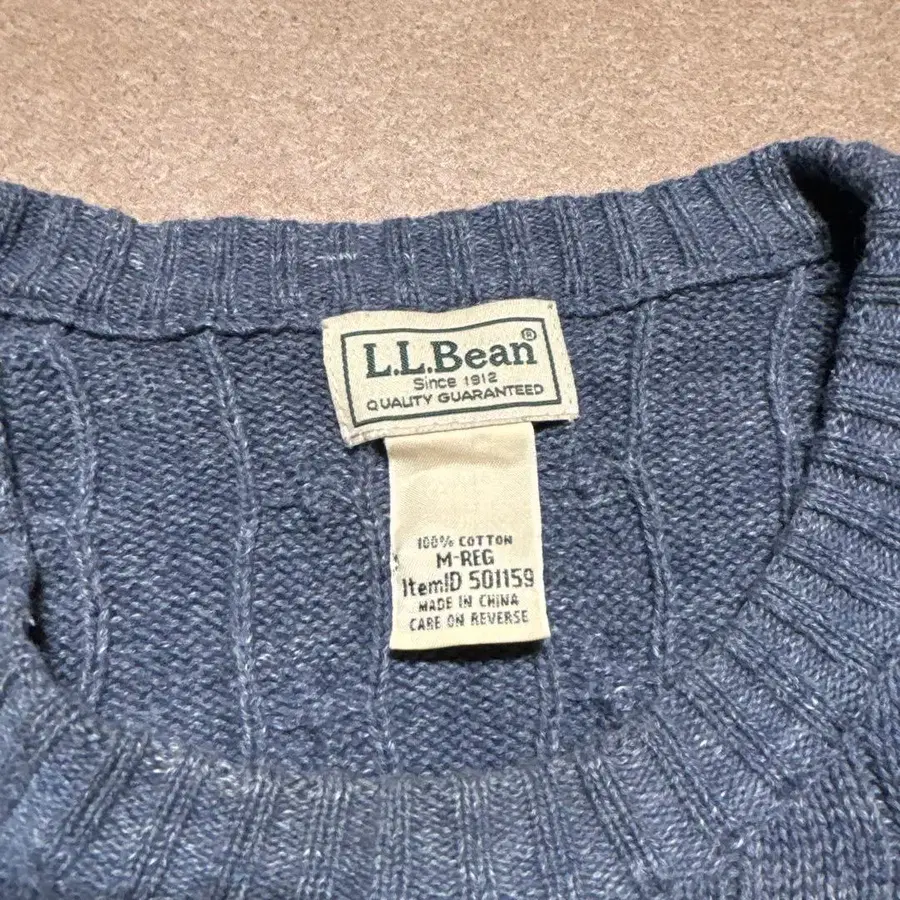 L.L.Bean®
Since 1912
QUALITY GUARANTEED
100% COTTON
M-REG
ItemID 501159
MADE IN CHINA
CARE ON REVERSE